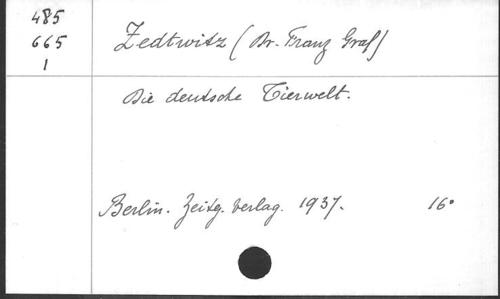 485
665
1
Zedtwitz (Dr. Franz Graf)
Die deutsche Tierwelt.
Berlin. Zeitg. Verlag. 1937. 16°